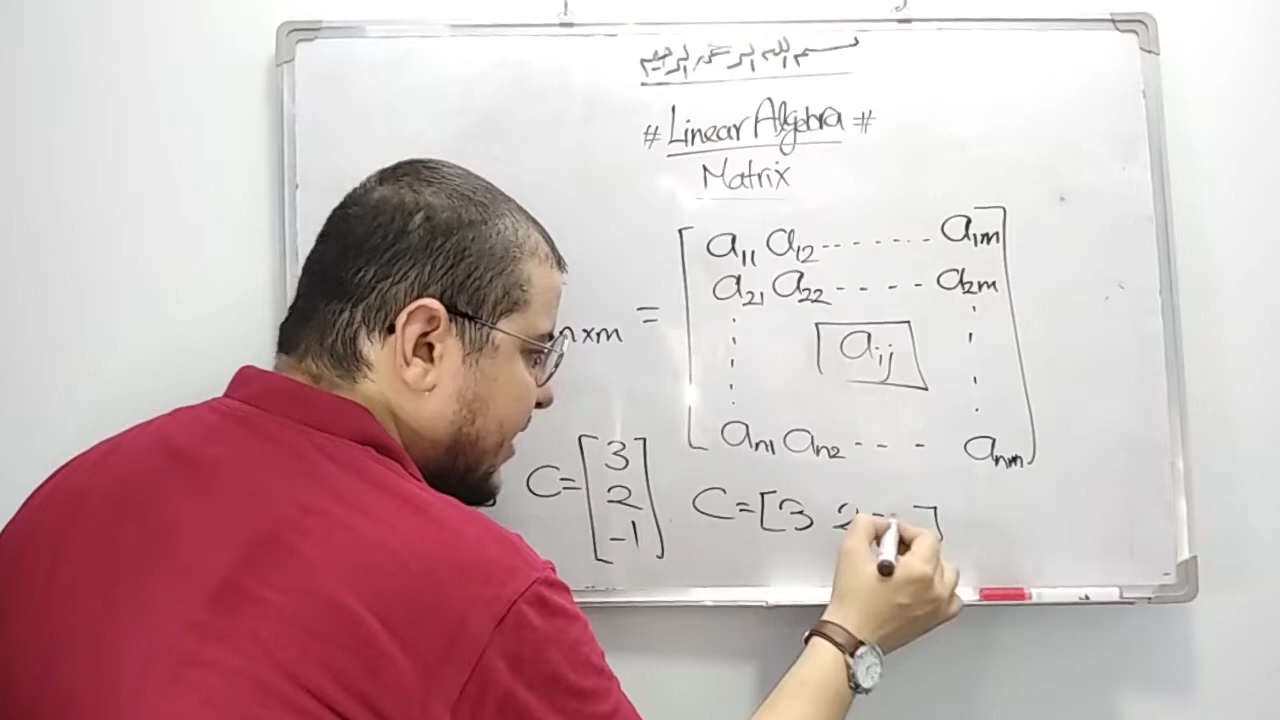 بسم الله الرحمن الرحيم
# Linear Algebra #
Matrix
n×m = [ a₁₁ a₁₂ ------- a₁ₘ
a₂₁ a₂₂ ---- a₂ₘ
aᵢⱼ
aₙ₁ aₙ₂ --- aₙₘ ]
C= [ 3
2
-1 ]
C= [3 2 ]